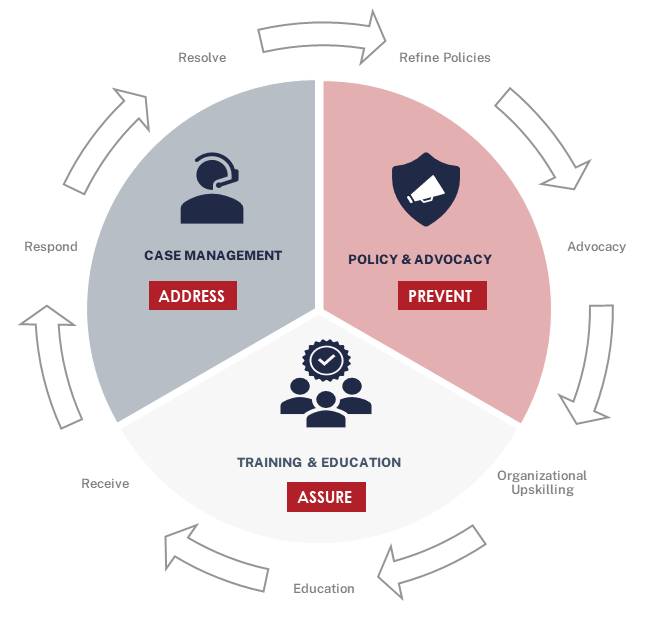 Resolve
Refine Policies
Respond
Advocacy
CASE MANAGEMENT
ADDRESS
POLICY & ADVOCACY
PREVENT
TRAINING & EDUCATION
ASSURE
Receive
Organizational
Upskilling
Education